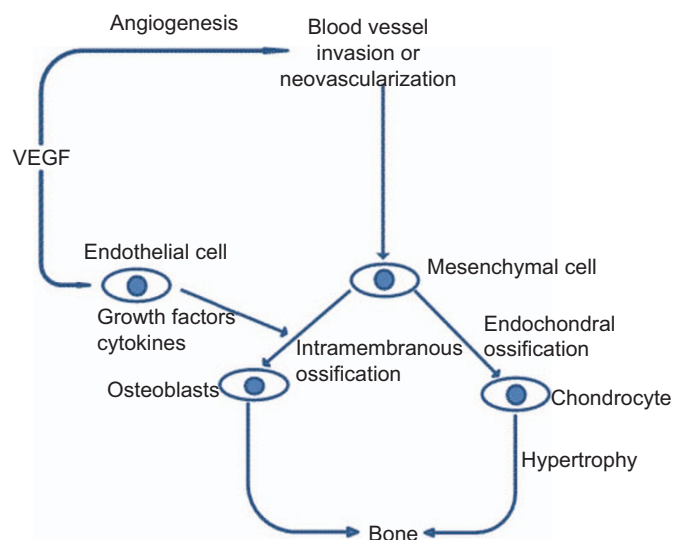 Angiogenesis
Blood vessel
invasion or
neovascularization
VEGF
Endothelial cell
Mesenchymal cell
Growth factors
cytokines
Intramembranous
ossification
Endochondral
ossification
Osteoblasts
Chondrocyte
Hypertrophy
Bone